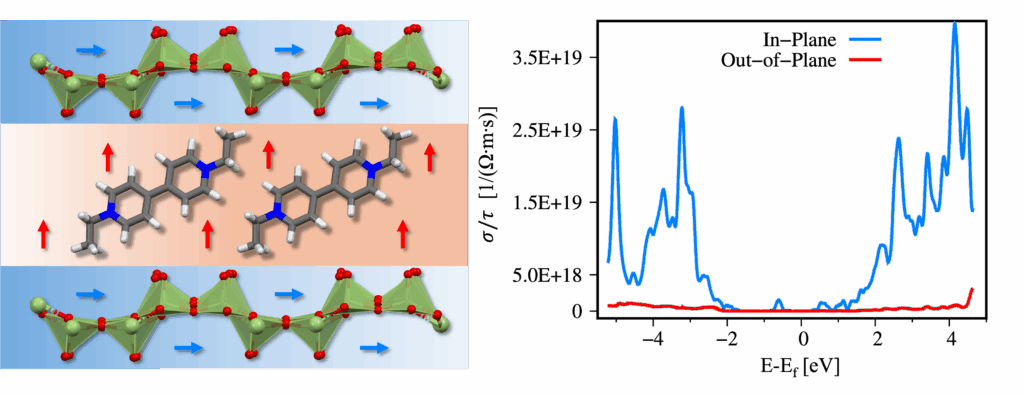 In−Plane
Out−of−Plane
σ/τ [1/(Ω·m·s)]
3.5E+19
2.5E+19
1.5E+19
5.0E+18
0
−4
−2
0
2
4
E-E_f [eV]